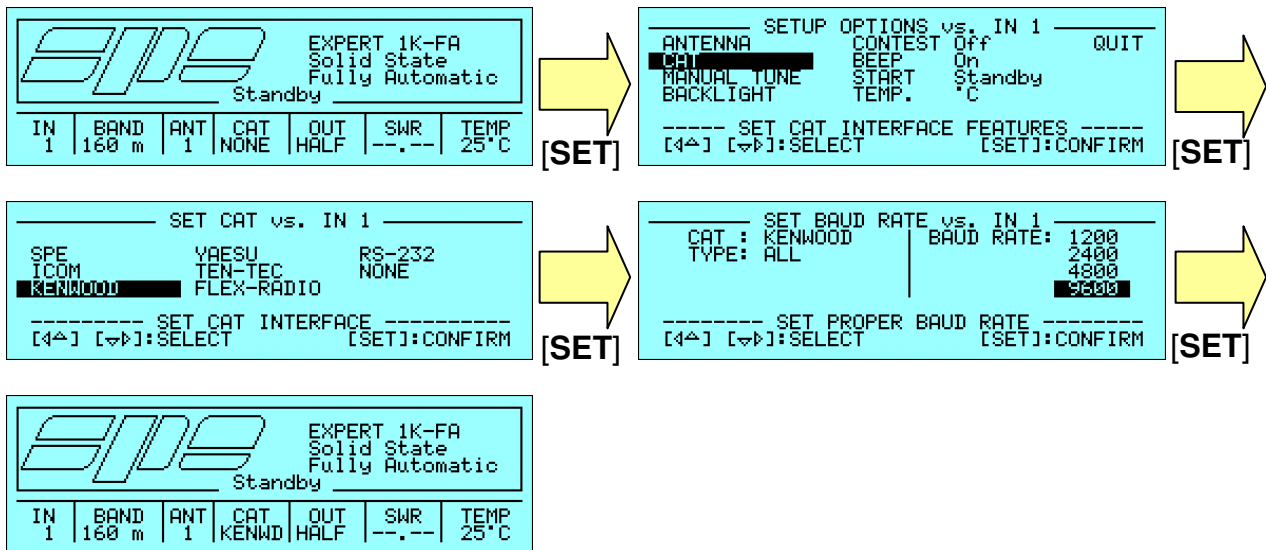 EXPERT 1K-FA
Solid State
Fully Automatic
Standby
IN BAND ANT CAT OUT SWR TEMP
1 160 m 1 NONE HALF --.-- 25°C
[SET]
SETUP OPTIONS vs. IN 1
ANTENNA CONTEST Off QUIT
CAT BEEP On
MANUAL TUNE START Standby
BACKLIGHT TEMP. °C
----- SET CAT INTERFACE FEATURES -----
[◁△] [▽▷]:SELECT [SET]:CONFIRM
[SET]
SET CAT vs. IN 1
SPE YAESU RS-232
ICOM TEN-TEC NONE
KENWOOD FLEX-RADIO
--------- SET CAT INTERFACE ----------
[◁△] [▽▷]:SELECT [SET]:CONFIRM
[SET]
SET BAUD RATE vs. IN 1
CAT : KENWOOD BAUD RATE: 1200
TYPE: ALL 2400
4800
9600
-------- SET PROPER BAUD RATE --------
[◁△] [▽▷]:SELECT [SET]:CONFIRM
[SET]
EXPERT 1K-FA
Solid State
Fully Automatic
Standby
IN BAND ANT CAT OUT SWR TEMP
1 160 m 1 KENWD HALF --.-- 25°C